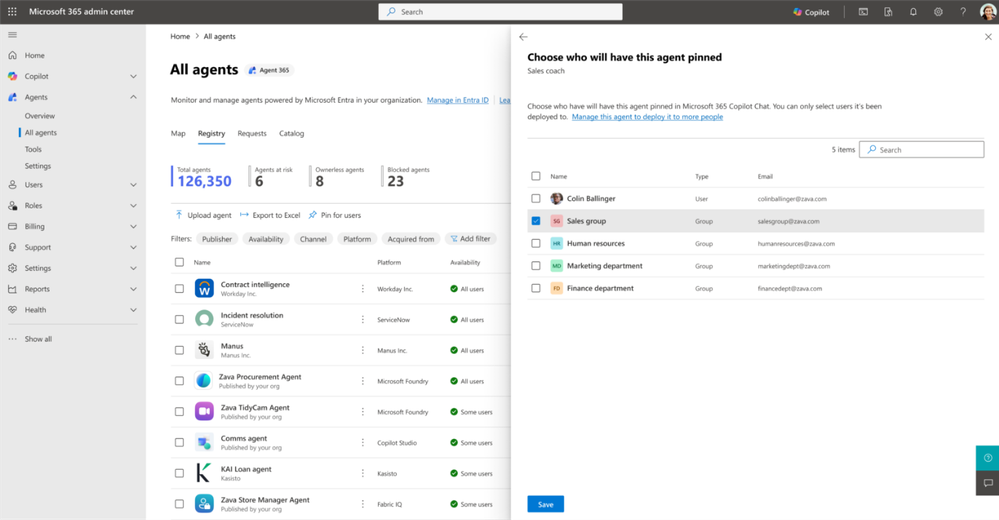 Microsoft 365 admin center
Search
Copilot
?
Home
Copilot
Agents
Overview
All agents
Tools
Settings
Users
Roles
Billing
Support
Settings
Reports
Health
Show all
Home > All agents
All agents
Agent 365
Monitor and manage agents powered by Microsoft Entra in your organization. Manage in Entra ID | Lea
Map Registry Requests Catalog
Total agents
126,350
Agents at risk
6
Ownerless agents
8
Blocked agents
23
Upload agent Export to Excel Pin for users
Filters: Publisher Availability Channel Platform Acquired from Add filter
Name Platform Availability
Contract intelligence
Workday Inc.
Workday Inc. All users
Incident resolution
ServiceNow
ServiceNow All users
Manus
Manus Inc.
Manus Inc. All users
Zava Procurement Agent
Published by your org
Microsoft Foundry All users
Zava TidyCam Agent
Published by your org
Microsoft Foundry Some users
Comms agent
Published by your org
Copilot Studio Some users
KAI Loan agent
Kasisto
Kasisto Some users
Zava Store Manager Agent
Published by your org
Fabric IQ Some users
Choose who will have this agent pinned
Sales coach
Choose who have will have this agent pinned in Microsoft 365 Copilot Chat. You can only select users it's been
deployed to. Manage this agent to deploy it to more people
5 items Search
Name Type Email
Colin Ballinger User colinballinger@zava.com
SG Sales group Group salesgroup@zava.com
HR Human resources Group humanresources@zava.com
MD Marketing department Group marketingdept@zava.com
FD Finance department Group financedept@zava.com
Save